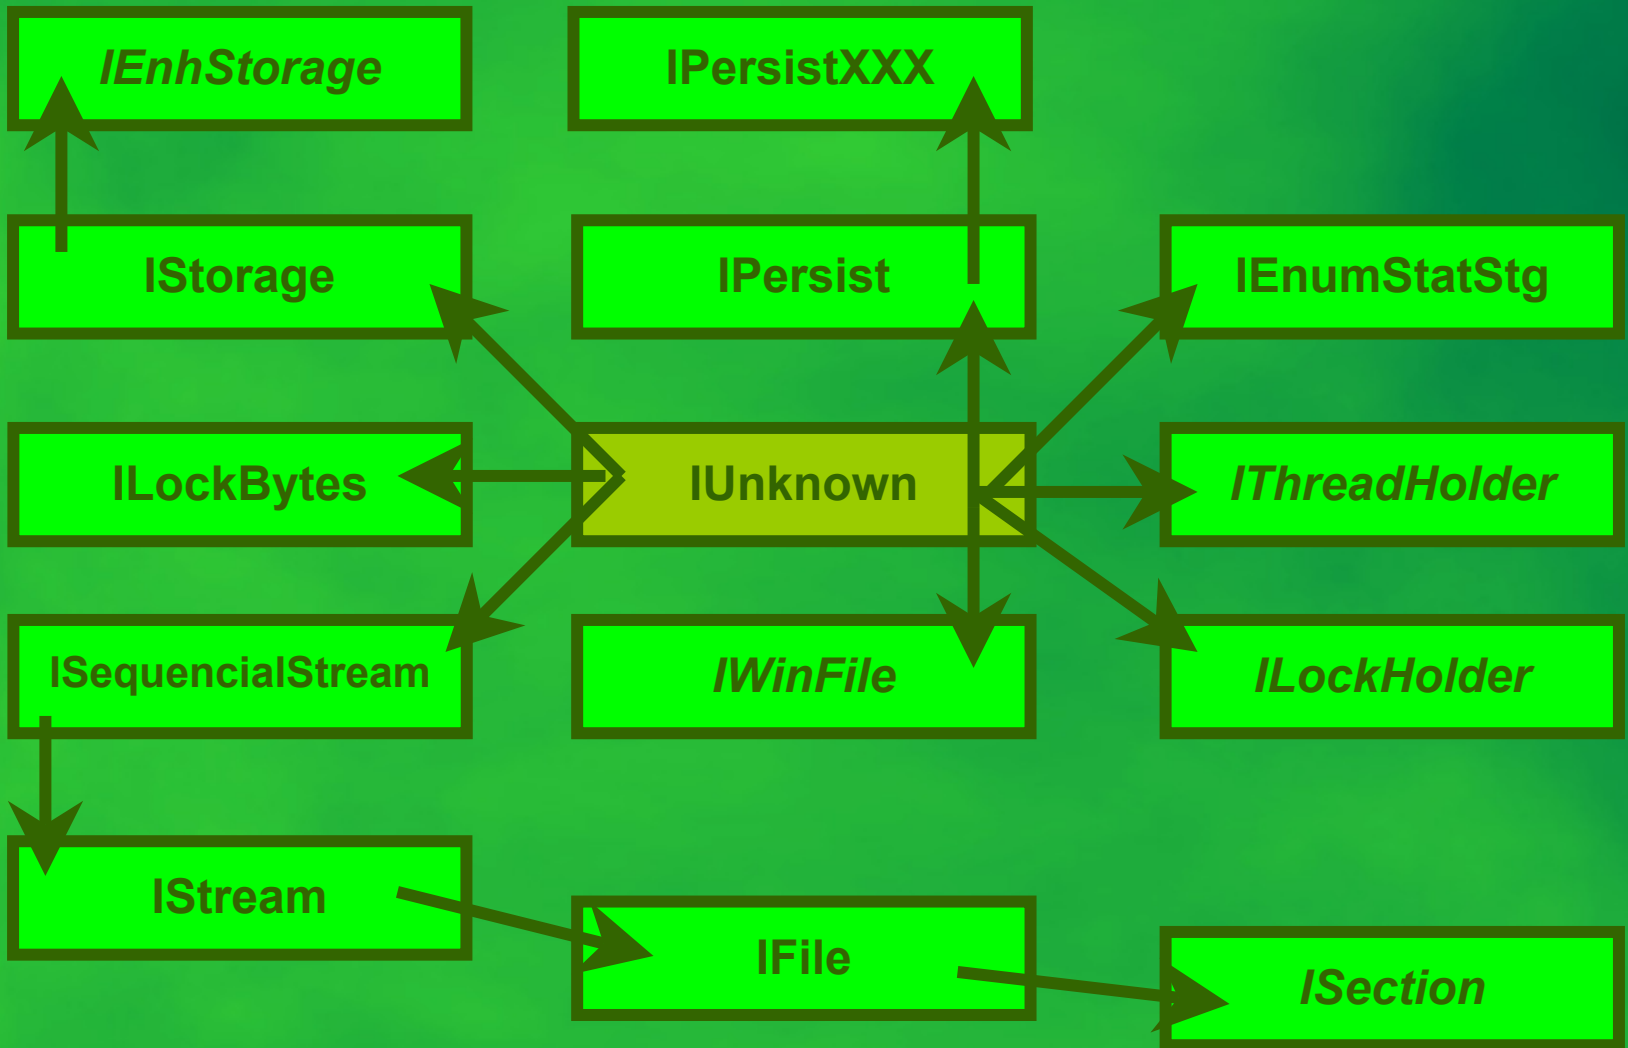 IEnhStorage
IPersistXXX
IStorage
IPersist
IEnumStatStg
ILockBytes
IUnknown
IThreadHolder
ISequencialStream
IWinFile
ILockHolder
IStream
IFile
ISection